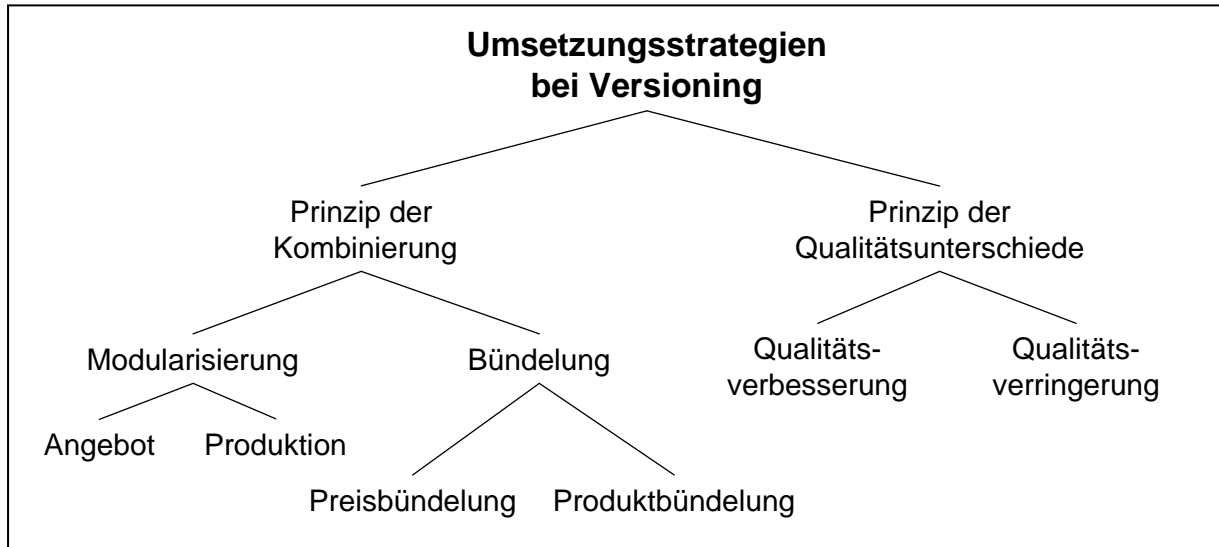 Umsetzungsstrategien
bei Versioning
Prinzip der
Kombinierung
Prinzip der
Qualitätsunterschiede
Modularisierung
Bündelung
Qualitäts-
verbesserung
Qualitäts-
verringerung
Angebot
Produktion
Preisbündelung
Produktbündelung